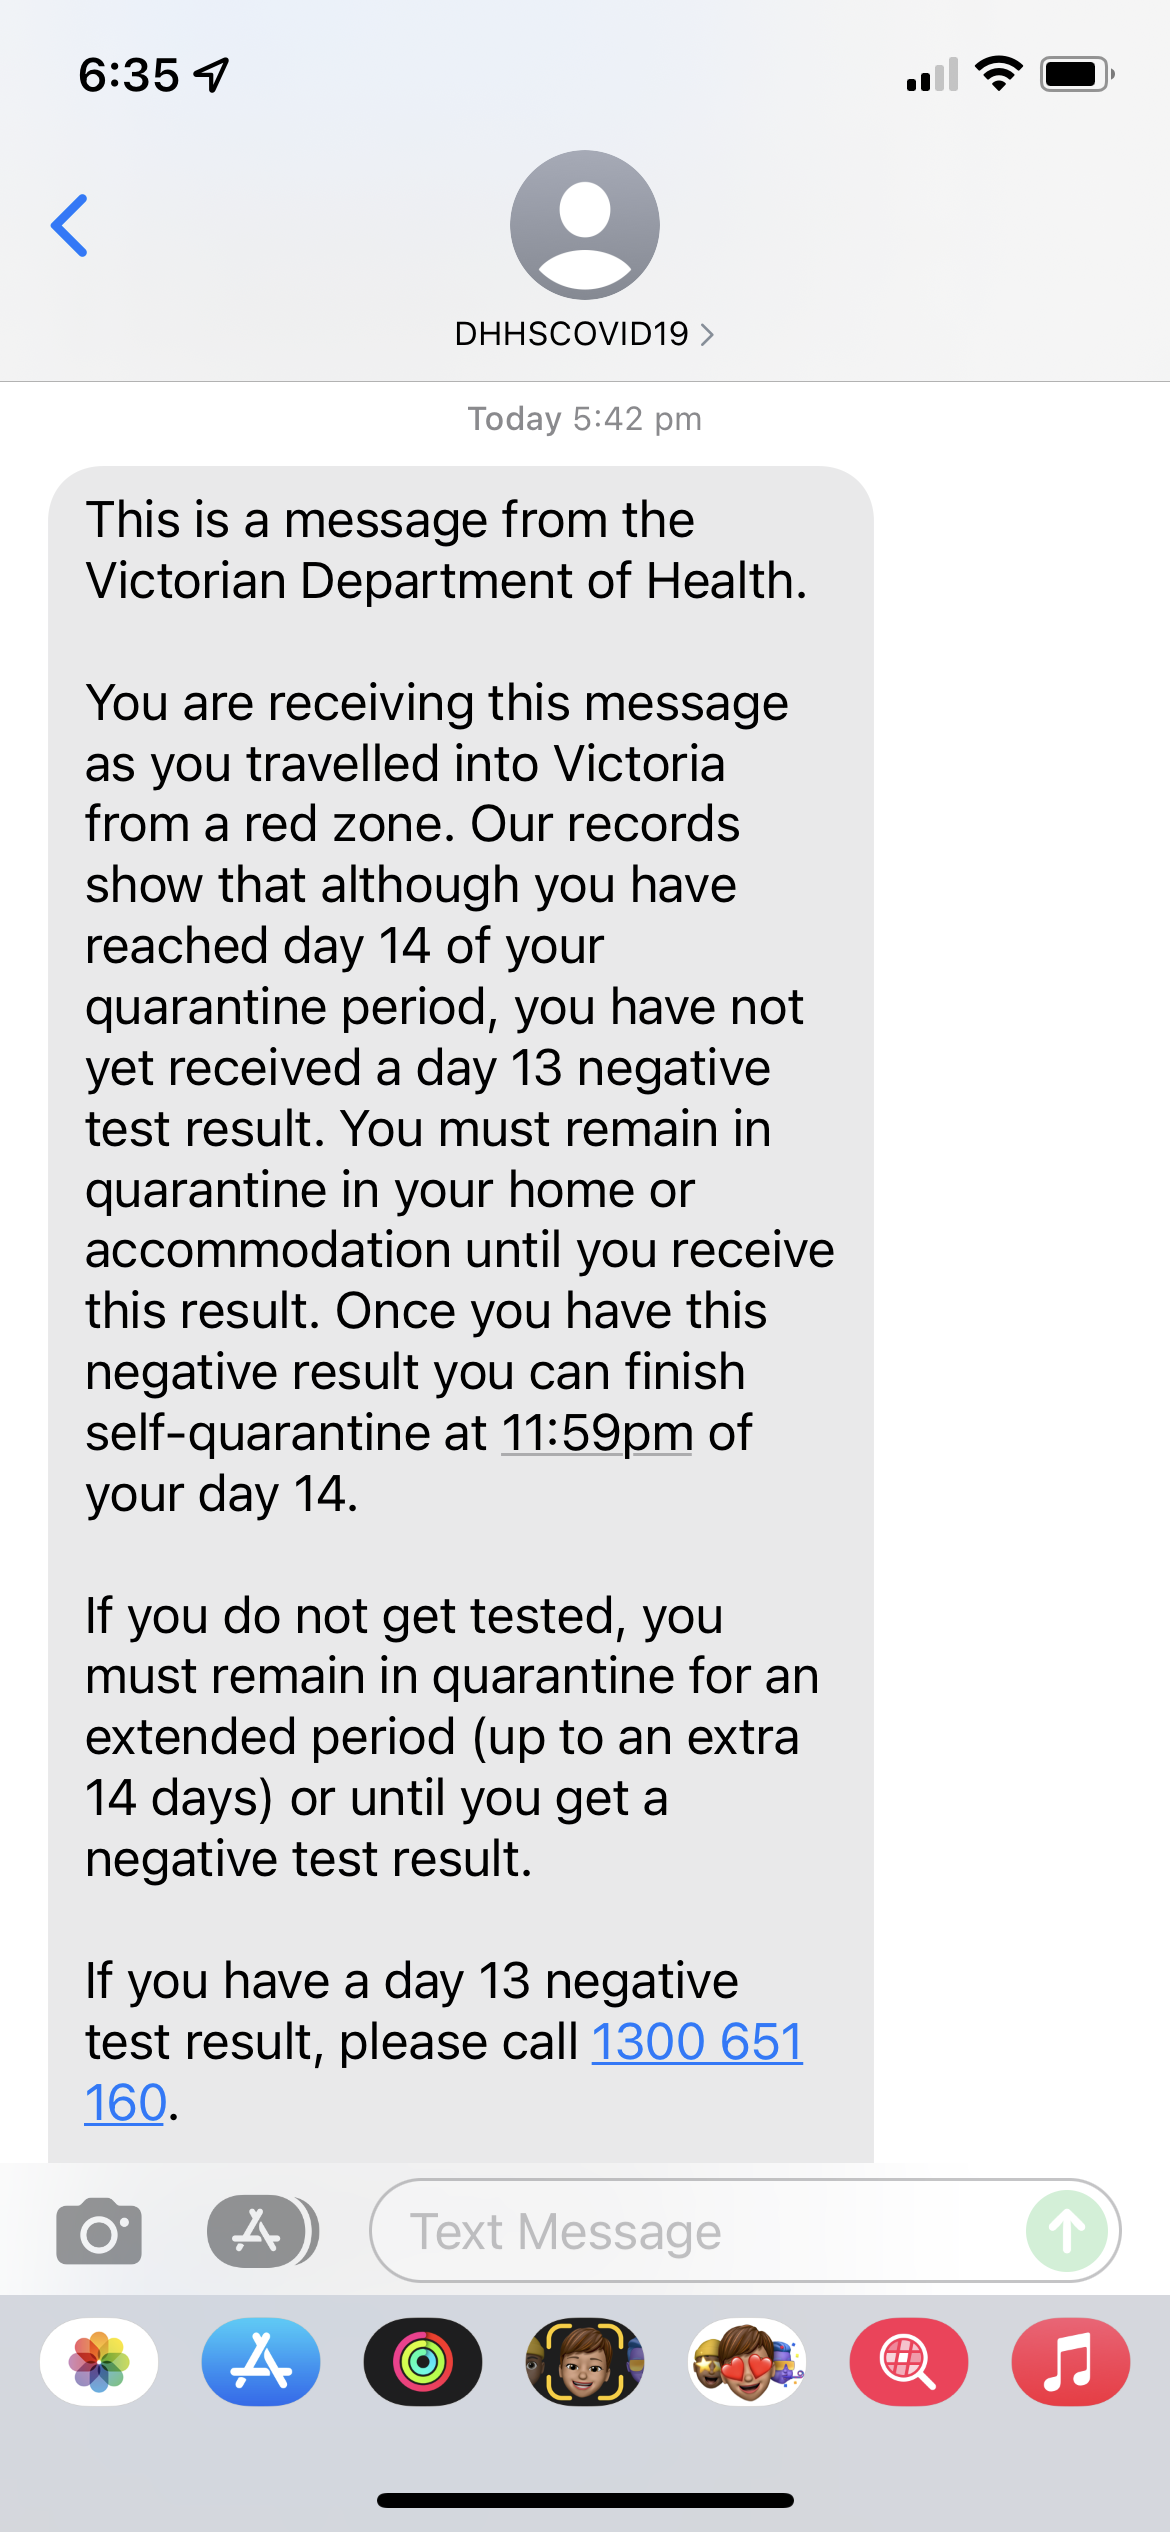 6:35
DHHSCOVID19
Today 5:42 pm
This is a message from the
Victorian Department of Health.
You are receiving this message
as you travelled into Victoria
from a red zone. Our records
show that although you have
reached day 14 of your
quarantine period, you have not
yet received a day 13 negative
test result. You must remain in
quarantine in your home or
accommodation until you receive
this result. Once you have this
negative result you can finish
self-quarantine at 11:59pm of
your day 14.
If you do not get tested, you
must remain in quarantine for an
extended period (up to an extra
14 days) or until you get a
negative test result.
If you have a day 13 negative
test result, please call 1300 651
160.
Text Message